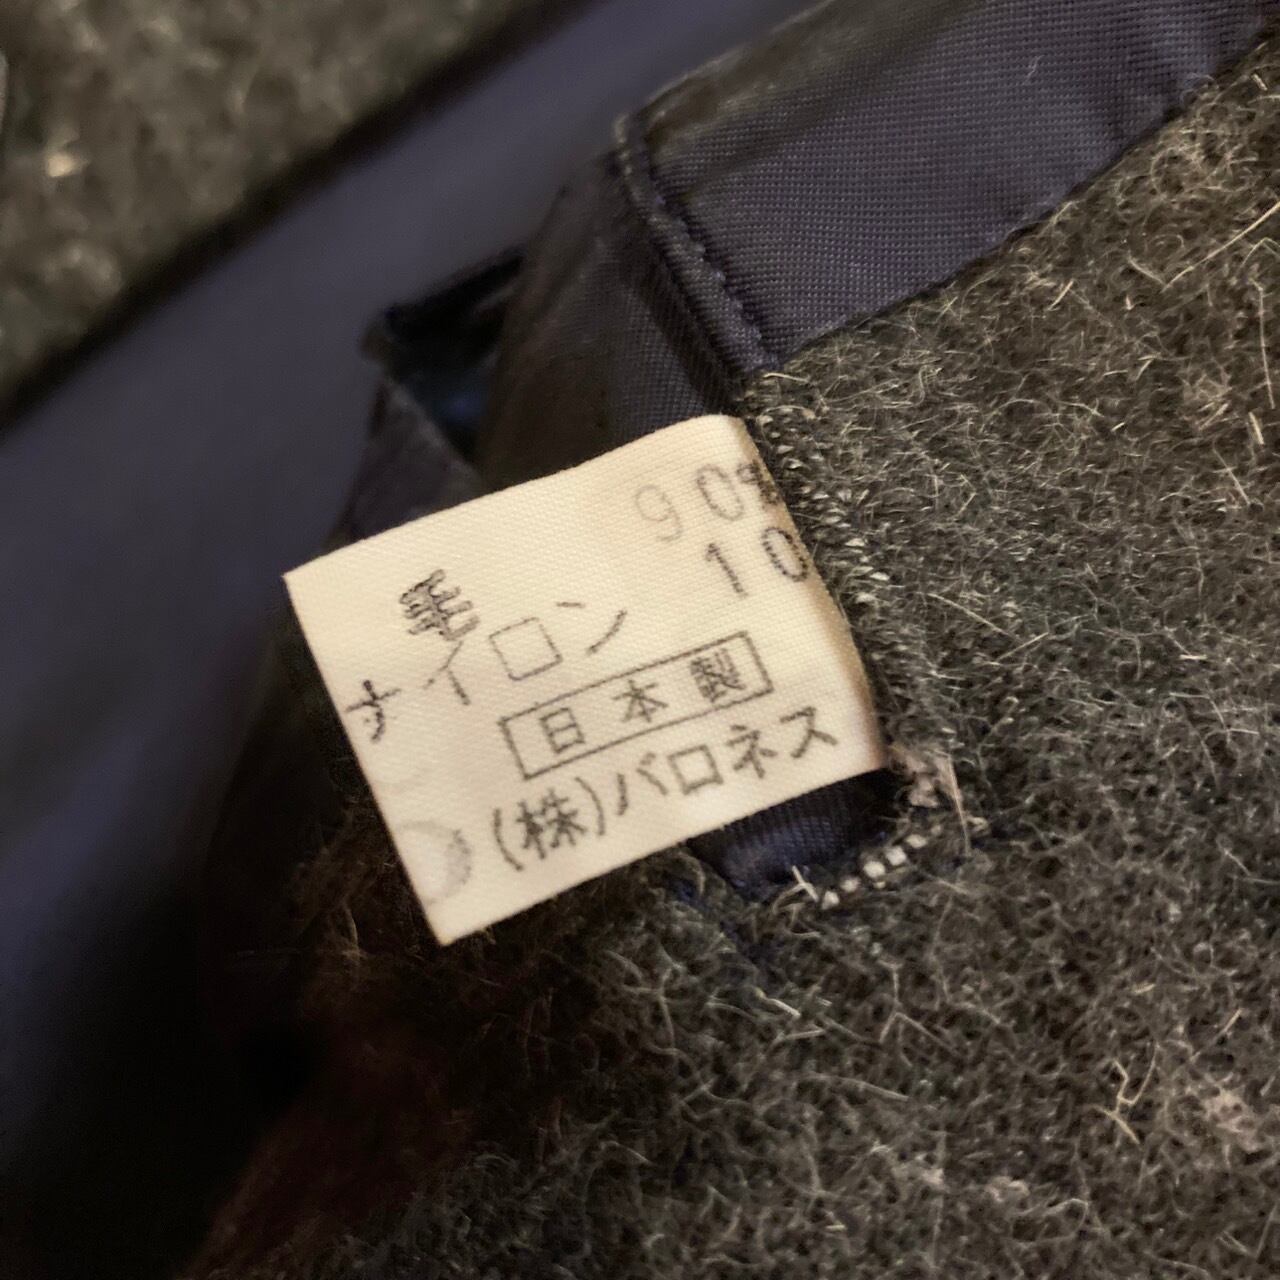 毛 90%
ナイロン 10
日本製
(株)バロネス